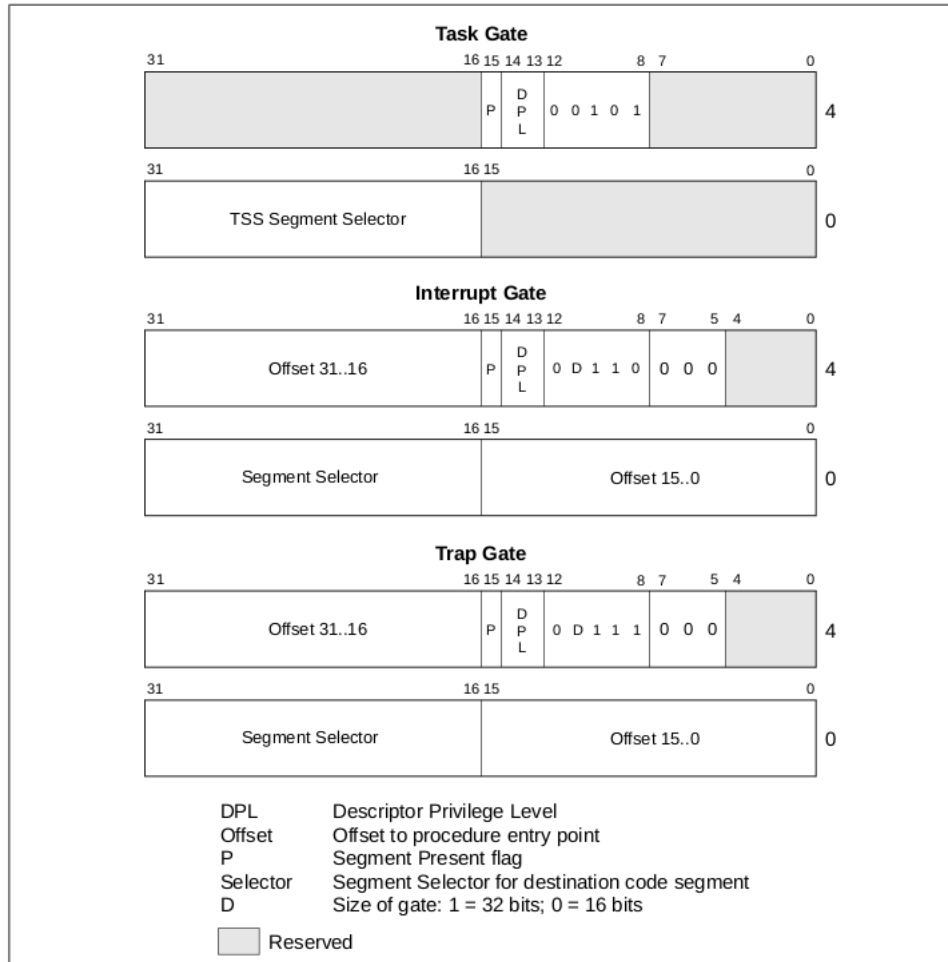 Task Gate
31 16 15 14 13 12 8 7 0
P D P L 0 0 1 0 1 4
31 16 15 0
TSS Segment Selector 0
Interrupt Gate
31 16 15 14 13 12 8 7 5 4 0
Offset 31..16 P D P L 0 D 1 1 0 0 0 0 4
31 16 15 0
Segment Selector Offset 15..0 0
Trap Gate
31 16 15 14 13 12 8 7 5 4 0
Offset 31..16 P D P L 0 D 1 1 1 0 0 0 4
31 16 15 0
Segment Selector Offset 15..0 0
DPL Descriptor Privilege Level
Offset Offset to procedure entry point
P Segment Present flag
Selector Segment Selector for destination code segment
D Size of gate: 1 = 32 bits; 0 = 16 bits
Reserved